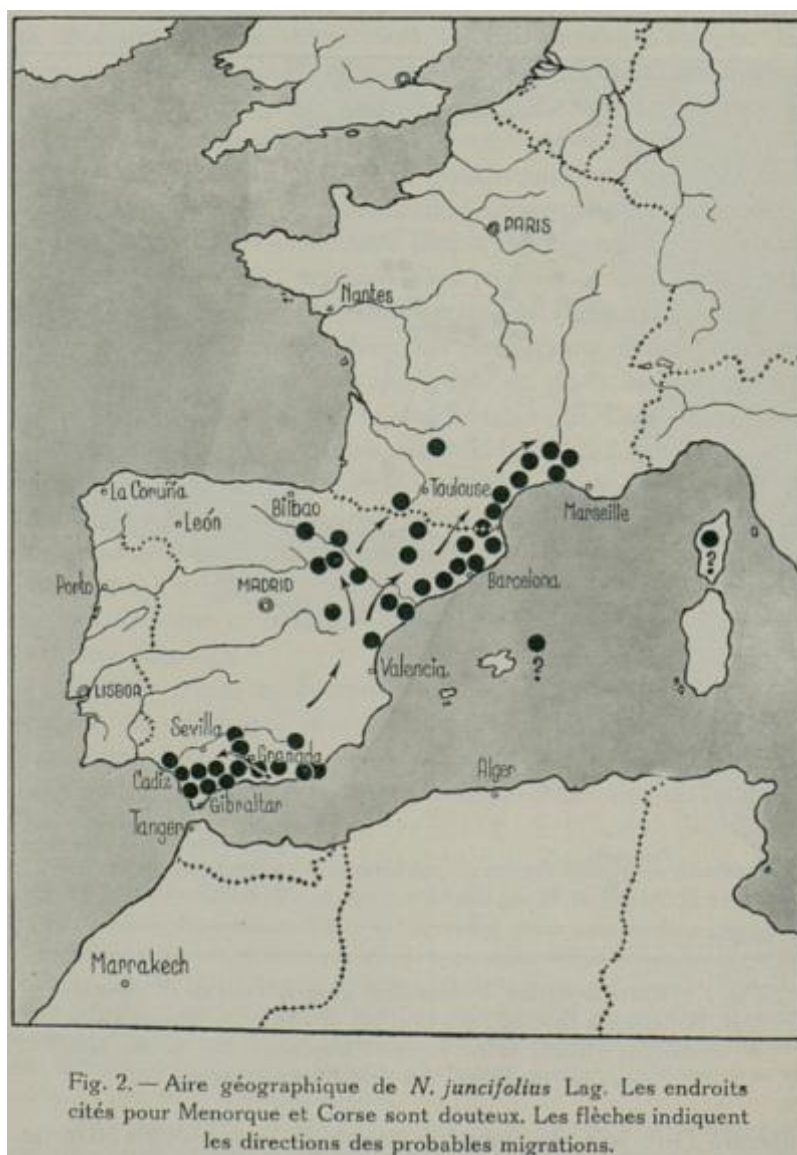 PARIS
Nantes
La Coruña
Bilbao
Toulouse
León
Marseille
?
Porto
MADRID
Barcelona
LISBOA
Valencia
?
Sevilla
Granada
Cadiz
Alger
Gibraltar
Tanger
Marrakech
Fig. 2. — Aire géographique de N. juncifolius Lag. Les endroits
cités pour Menorque et Corse sont douteux. Les flèches indiquent
les directions des probables migrations.